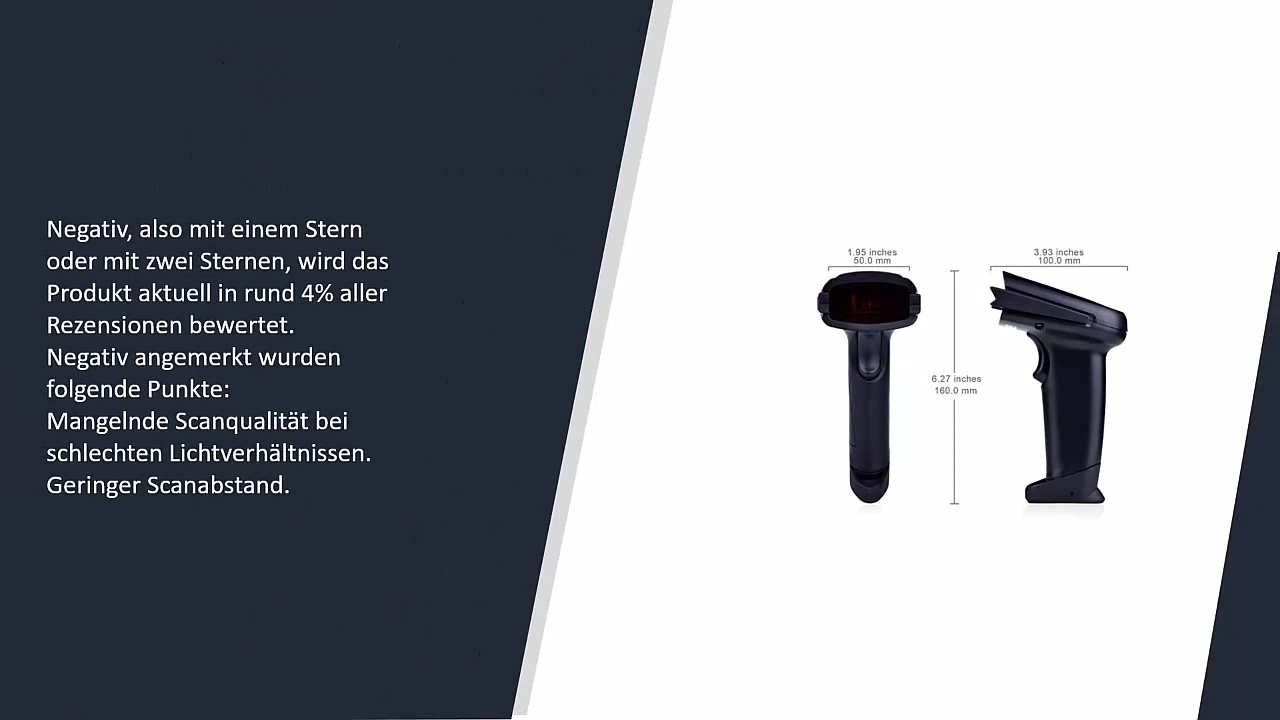 Negativ, also mit einem Stern
oder mit zwei Sternen, wird das
Produkt aktuell in rund 4% aller
Rezensionen bewertet.
Negativ angemerkt wurden
folgende Punkte:
Mangelnde Scanqualität bei
schlechten Lichtverhältnissen.
Geringer Scanabstand.
1.95 inches
50.0 mm
3.93 inches
100.0 mm
6.27 inches
160.0 mm